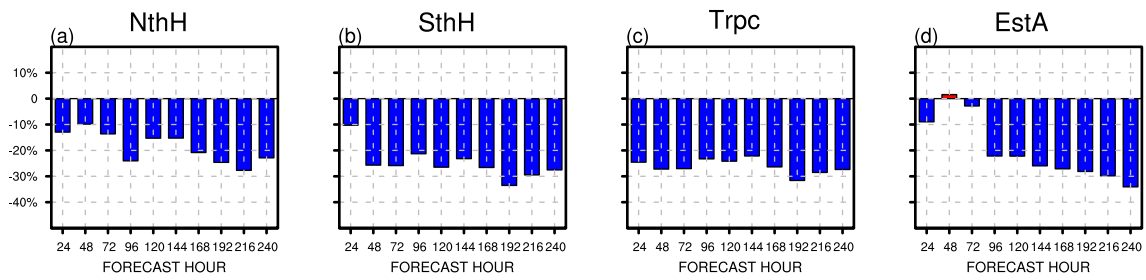 NthH
SthH
Trpc
EstA
(a)
(b)
(c)
(d)
10%
0
-10%
-20%
-30%
-40%
24 48 72 96 120 144 168 192 216 240
24 48 72 96 120 144 168 192 216 240
24 48 72 96 120 144 168 192 216 240
24 48 72 96 120 144 168 192 216 240
FORECAST HOUR
FORECAST HOUR
FORECAST HOUR
FORECAST HOUR